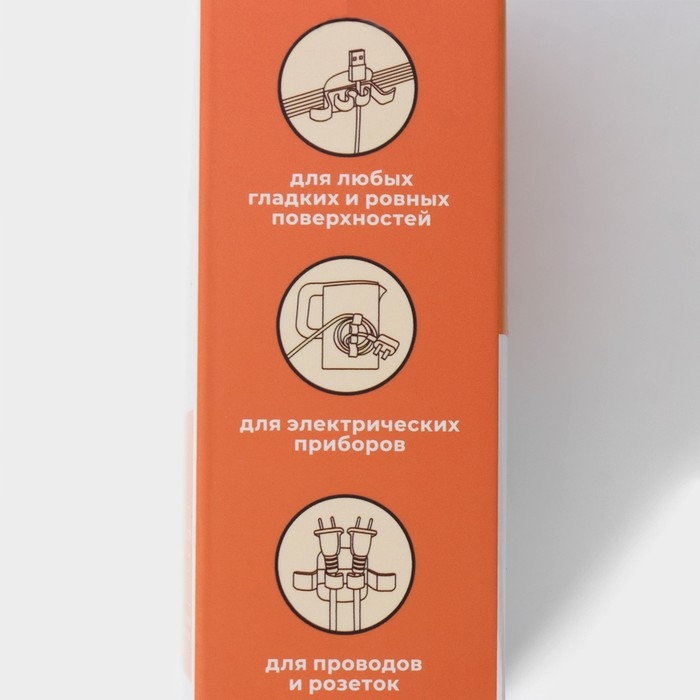 для любых
гладких и ровных
поверхностей
для электрических
приборов
для проводов
и розеток